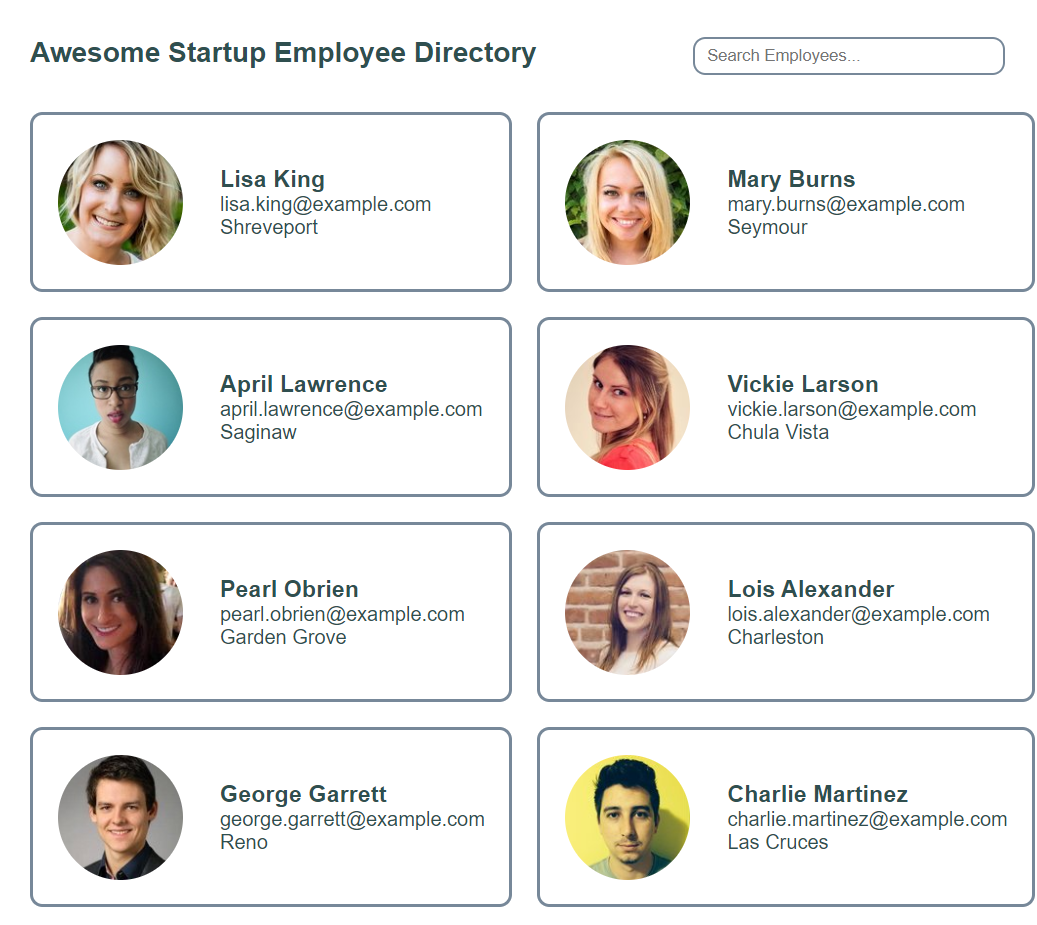 Awesome Startup Employee Directory
Search Employees...
Lisa King
lisa.king@example.com
Shreveport
Mary Burns
mary.burns@example.com
Seymour
April Lawrence
april.lawrence@example.com
Saginaw
Vickie Larson
vickie.larson@example.com
Chula Vista
Pearl Obrien
pearl.obrien@example.com
Garden Grove
Lois Alexander
lois.alexander@example.com
Charleston
George Garrett
george.garrett@example.com
Reno
Charlie Martinez
charlie.martinez@example.com
Las Cruces